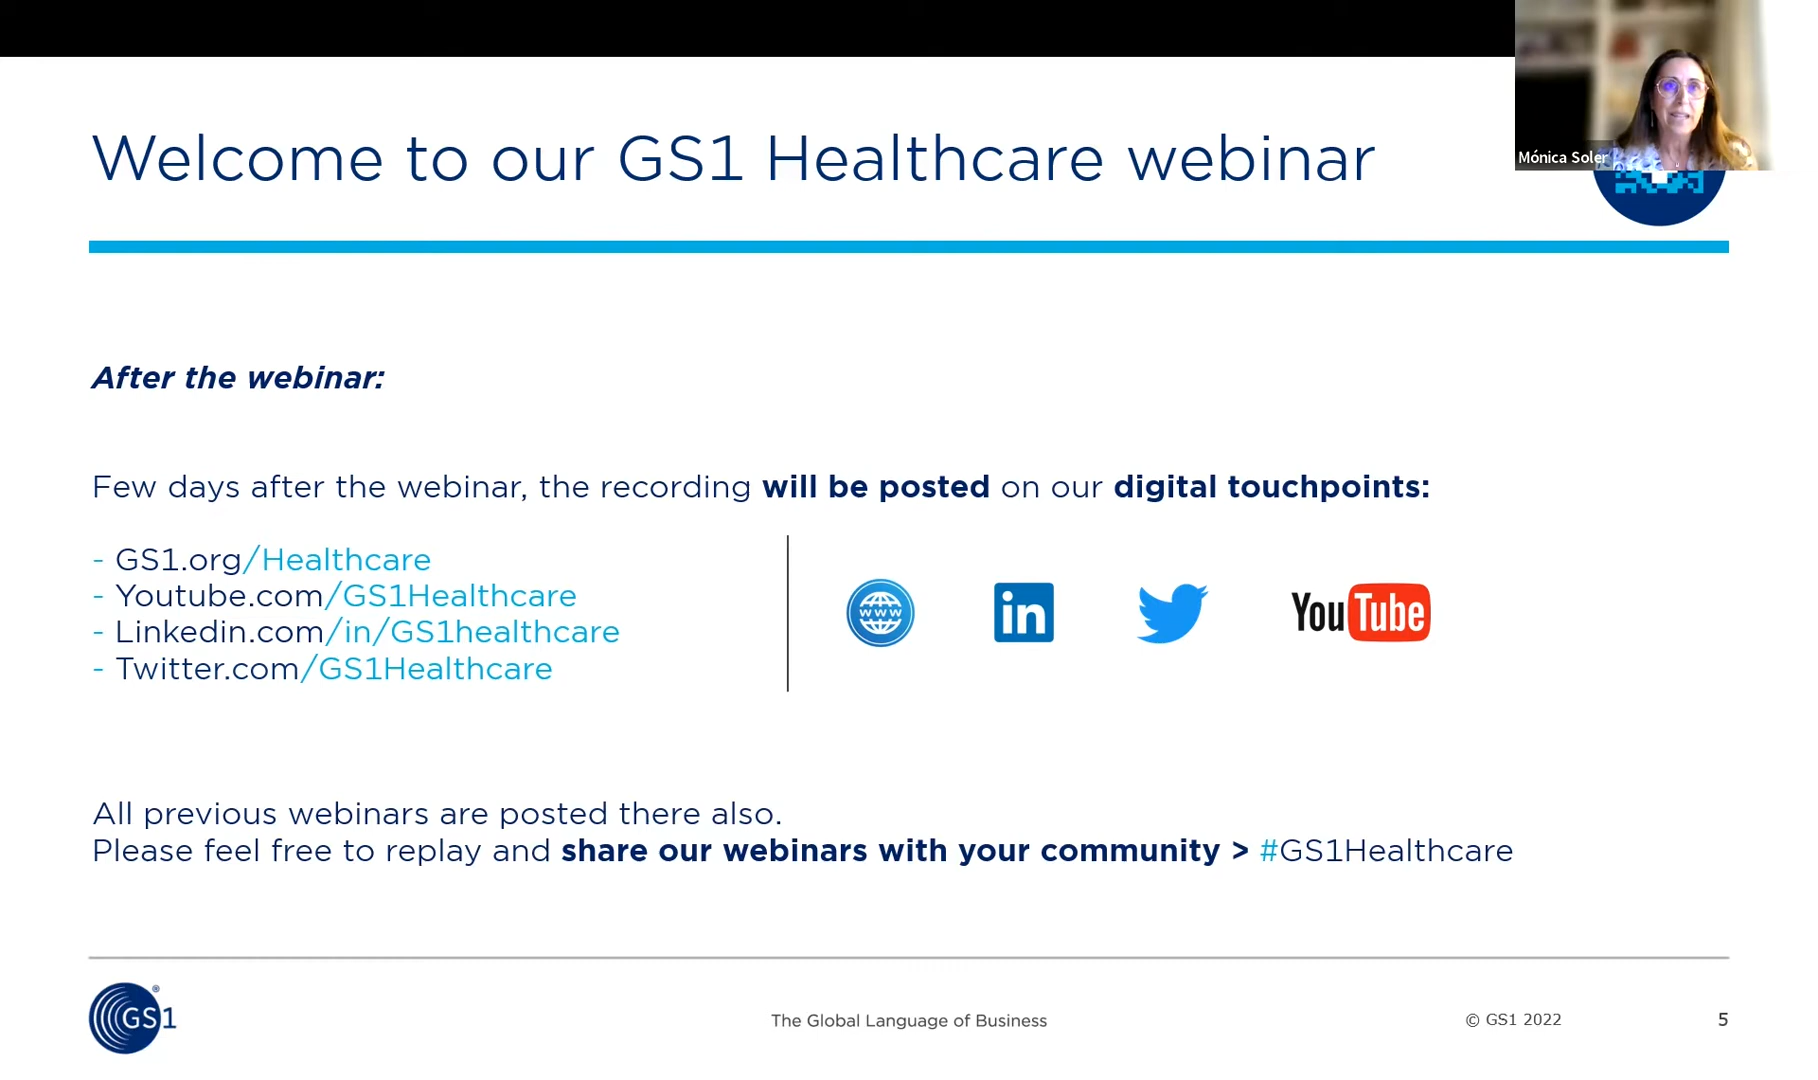 Welcome to our GS1 Healthcare webinar
Mónica Soler
After the webinar:
Few days after the webinar, the recording will be posted on our digital touchpoints:
- GS1.org/Healthcare
- Youtube.com/GS1Healthcare
- Linkedin.com/in/GS1healthcare
- Twitter.com/GS1Healthcare
www
in
YouTube
All previous webinars are posted there also.
Please feel free to replay and share our webinars with your community > #GS1Healthcare
GS1®
The Global Language of Business
© GS1 2022
5